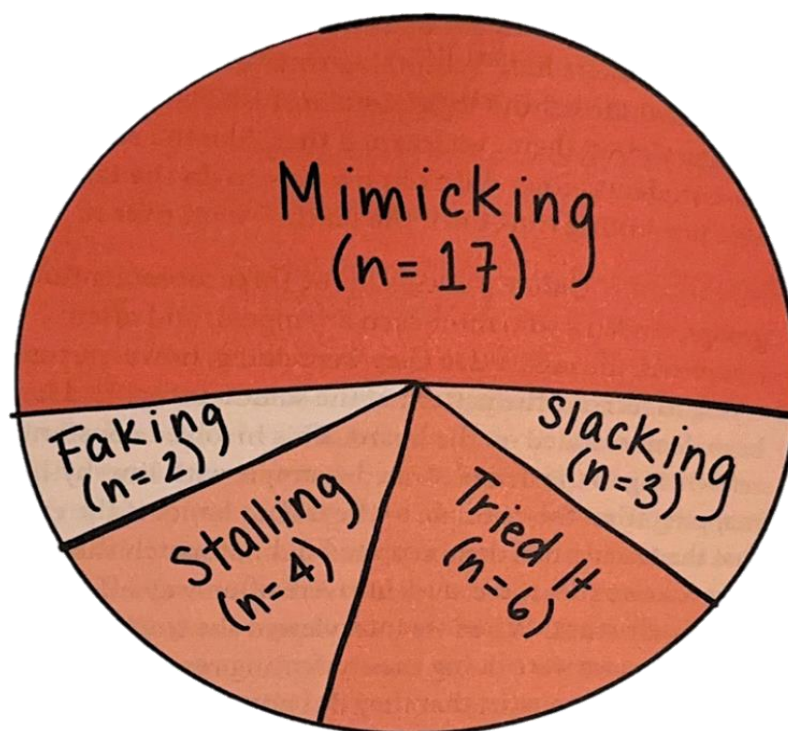 Mimicking
(n=17)
Faking
(n=2)
Slacking
(n=3)
Stalling
(n=4)
Tried It
(n=6)